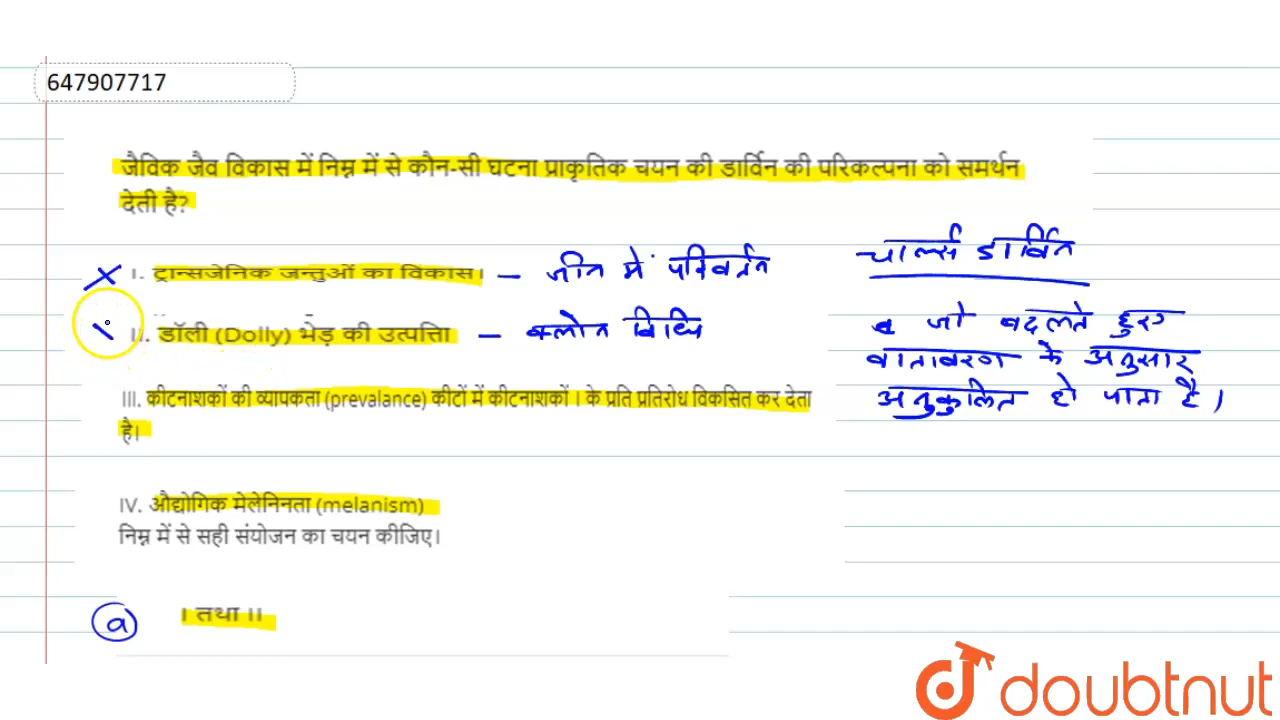 647907717
जैविक जैव विकास में निम्न में से कौन-सी घटना प्राकृतिक चयन की डार्विन की परिकल्पना को समर्थन
देती है?
I. ट्रान्सजेनिक जन्तुओं का विकास। – जीन में परिवर्तन
II. डॉली (Dolly) भेड़ की उत्पत्ति – क्लोन विधि
III. कीटनाशकों की व्यापकता (prevalance) कीटों में कीटनाशकों । के प्रति प्रतिरोध विकसित कर देता
है।
IV. औद्योगिक मेलेनिनता (melanism)
निम्न में से सही संयोजन का चयन कीजिए।
a I तथा II
चार्ल्स डार्विन
जो बदलते हुए
वातावरण के अनुसार
अनुकुलित हो पाता है।
doubtnut